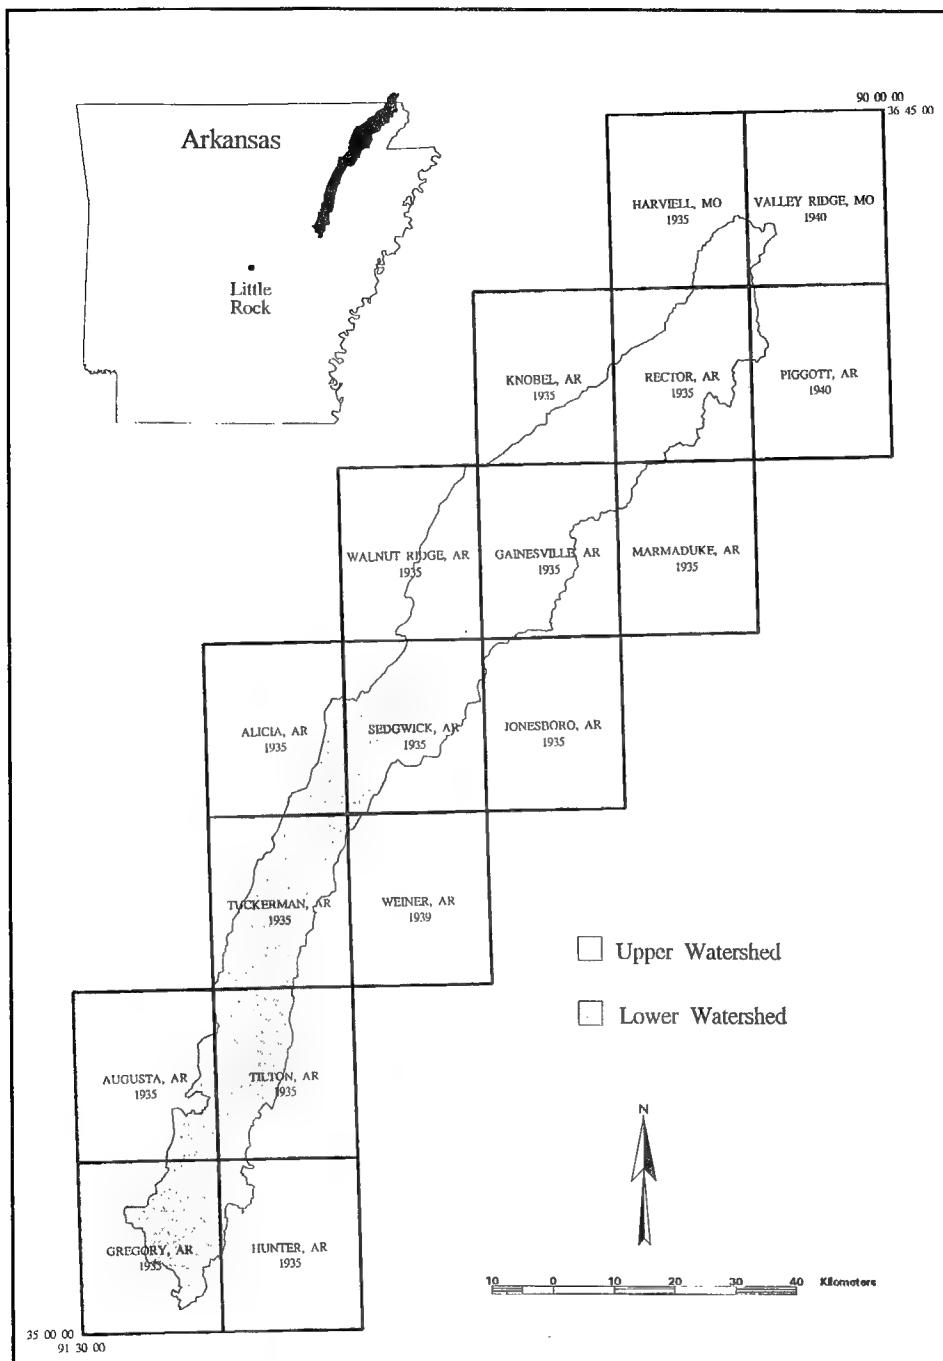 90 00 00
36 45 00
Arkansas
Little
Rock
HARVIELL, MO
1935
VALLEY RIDGE, MO
1940
KNOBEL, AR
1935
RECTOR, AR
1935
PIGGOTT, AR
1940
WALNUT RIDGE, AR
1935
GAINESVILLE, AR
1935
MARMADUKE, AR
1935
ALICIA, AR
1935
SEDGWICK, AR
1935
JONESBORO, AR
1935
TUCKERMAN, AR
1935
WEINER, AR
1939
Upper Watershed
Lower Watershed
AUGUSTA, AR
1935
TILTON, AR
1935
N
GREGORY, AR
1935
HUNTER, AR
1935
10 0 10 20 30 40 Kilometers
35 00 00
91 30 00